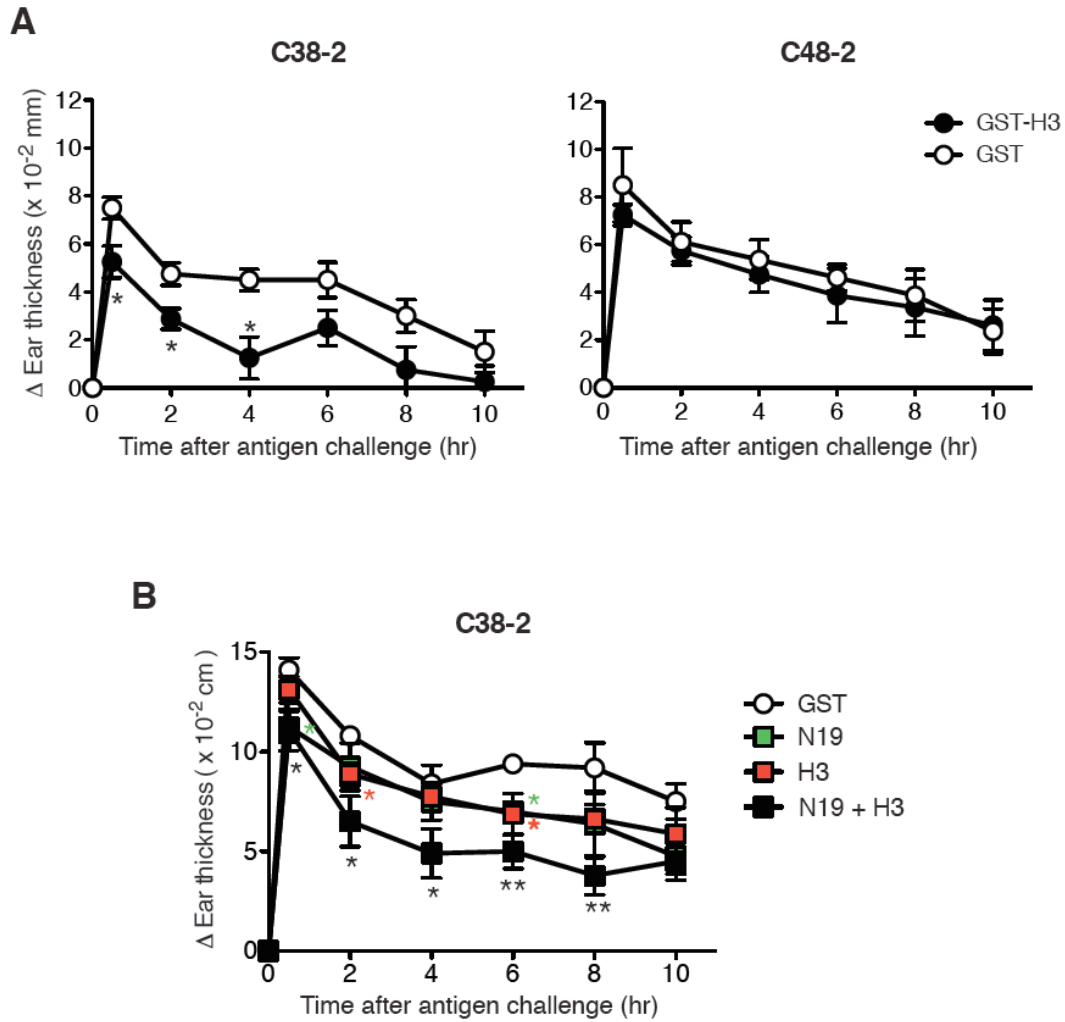 A
C38-2
C48-2
Δ Ear thickness (x 10⁻² mm)
12
10
8
6
4
2
0
0 2 4 6 8 10
Time after antigen challenge (hr)
*
*
*
12
10
8
6
4
2
0
0 2 4 6 8 10
Time after antigen challenge (hr)
GST-H3
GST
B
C38-2
Δ Ear thickness ( x 10⁻² cm )
15
10
5
0
0 2 4 6 8 10
Time after antigen challenge (hr)
*
*
*
*
*
*
*
**
**
GST
N19
H3
N19 + H3